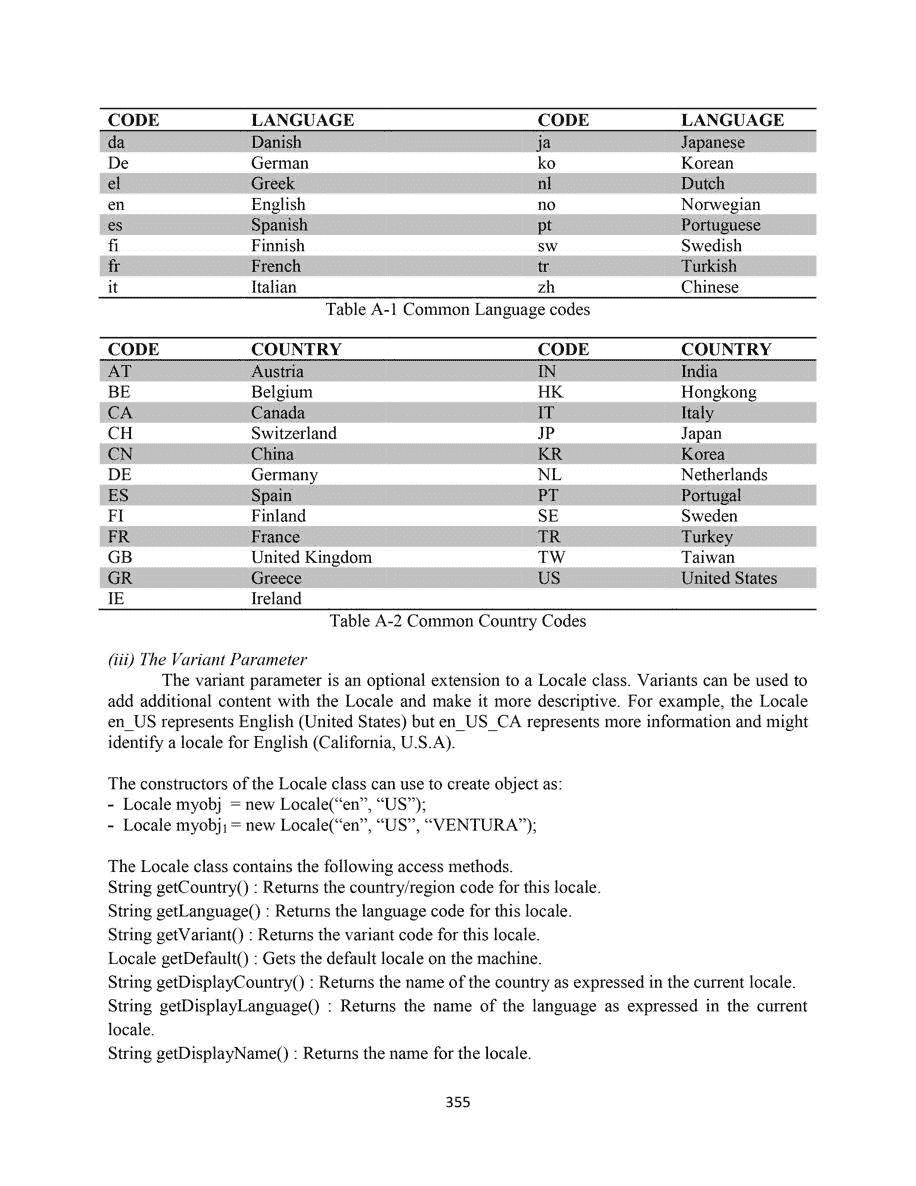 CODE LANGUAGE CODE LANGUAGE
da Danish ja Japanese
De German ko Korean
el Greek nl Dutch
en English no Norwegian
es Spanish pt Portuguese
fi Finnish sw Swedish
fr French tr Turkish
it Italian zh Chinese
Table A-1 Common Language codes
CODE COUNTRY CODE COUNTRY
AT Austria IN India
BE Belgium HK Hongkong
CA Canada IT Italy
CH Switzerland JP Japan
CN China KR Korea
DE Germany NL Netherlands
ES Spain PT Portugal
FI Finland SE Sweden
FR France TR Turkey
GB United Kingdom TW Taiwan
GR Greece US United States
IE Ireland
Table A-2 Common Country Codes
(iii) The Variant Parameter
The variant parameter is an optional extension to a Locale class. Variants can be used to
add additional content with the Locale and make it more descriptive. For example, the Locale
en_US represents English (United States) but en_US_CA represents more information and might
identify a locale for English (California, U.S.A).
The constructors of the Locale class can use to create object as:
- Locale myobj = new Locale(“en”, “US”);
- Locale myobj₁ = new Locale(“en”, “US”, “VENTURA”);
The Locale class contains the following access methods.
String getCountry() : Returns the country/region code for this locale.
String getLanguage() : Returns the language code for this locale.
String getVariant() : Returns the variant code for this locale.
Locale getDefault() : Gets the default locale on the machine.
String getDisplayCountry() : Returns the name of the country as expressed in the current locale.
String getDisplayLanguage() : Returns the name of the language as expressed in the current
locale.
String getDisplayName() : Returns the name for the locale.
355